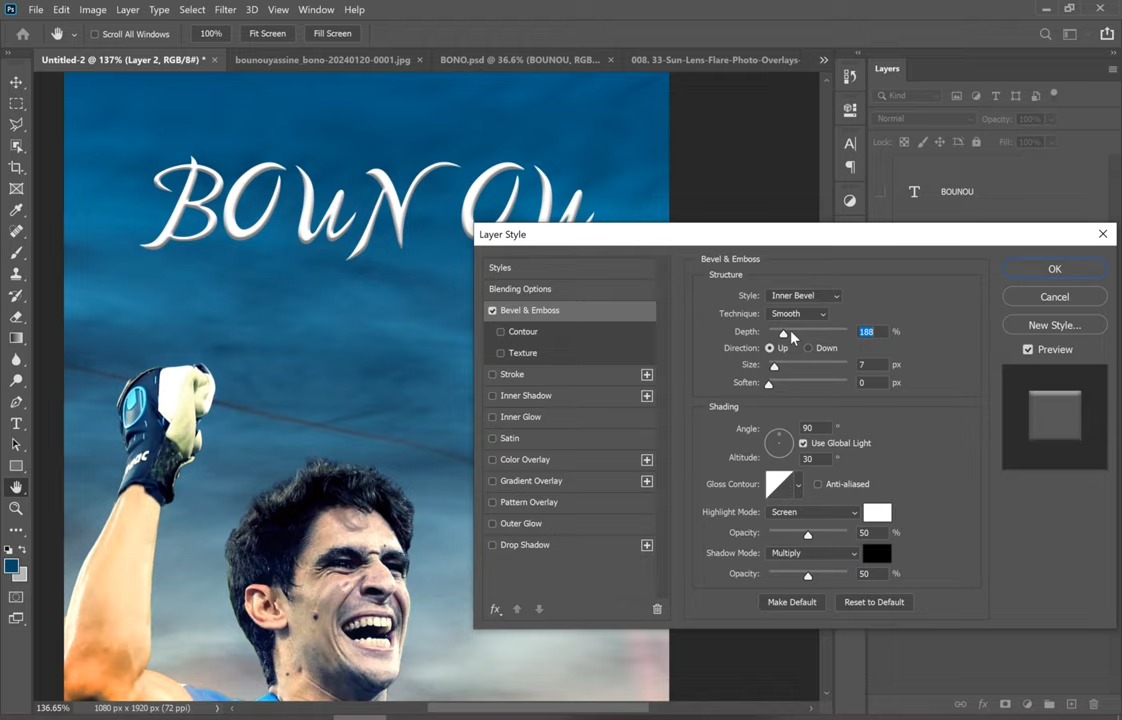 Ps File Edit Image Layer Type Select Filter 3D View Window Help
Scroll All Windows 100% Fit Screen Fill Screen
Untitled-2 @ 137% (Layer 2, RGB/8#) * × bounouyassine_bono-20240120-0001.jpg × BONO.psd @ 36.6% (BOUNOU, RGB... × 008. 33-Sun-Lens-Flare-Photo-Overlays-
Layers
Kind
Normal Opacity: 100%
Lock: Fill: 100%
T BOUNOU
BOUNOU
Layer Style
Styles
Blending Options
Bevel & Emboss
Contour
Texture
Stroke
Inner Shadow
Inner Glow
Satin
Color Overlay
Gradient Overlay
Pattern Overlay
Outer Glow
Drop Shadow
fx
Bevel & Emboss
Structure
Style: Inner Bevel
Technique: Smooth
Depth: 188 %
Direction: Up Down
Size: 7 px
Soften: 0 px
Shading
Angle: 90 °
Use Global Light
Altitude: 30 °
Gloss Contour: Anti-aliased
Highlight Mode: Screen
Opacity: 50 %
Shadow Mode: Multiply
Opacity: 50 %
Make Default Reset to Default
OK
Cancel
New Style...
Preview
136.65% 1080 px x 1920 px (72 ppi)
fx